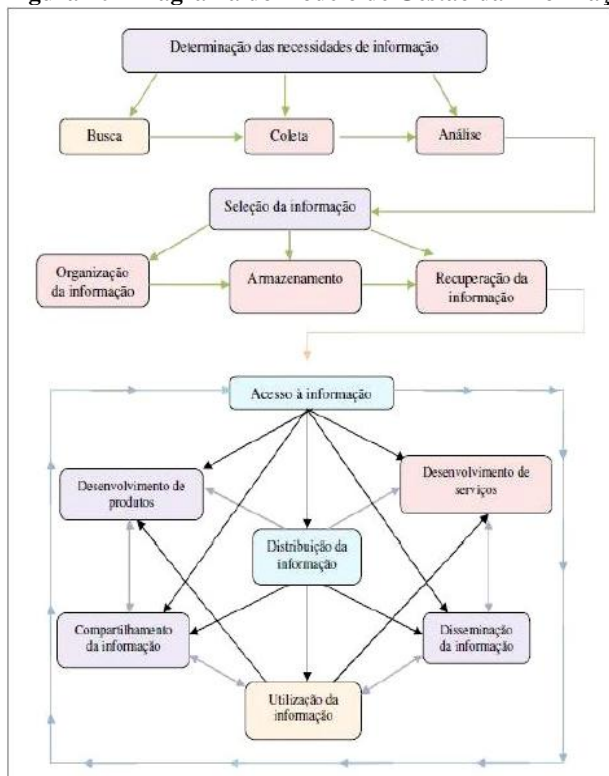 Determinação das necessidades de informação
Busca
Coleta
Análise
Seleção da informação
Organização
da informação
Armazenamento
Recuperação da
informação
Acesso à informação
Desenvolvimento de
produtos
Desenvolvimento de
serviços
Distribuição da
informação
Compartilhamento
da informação
Disseminação
da informação
Utilização da
informação